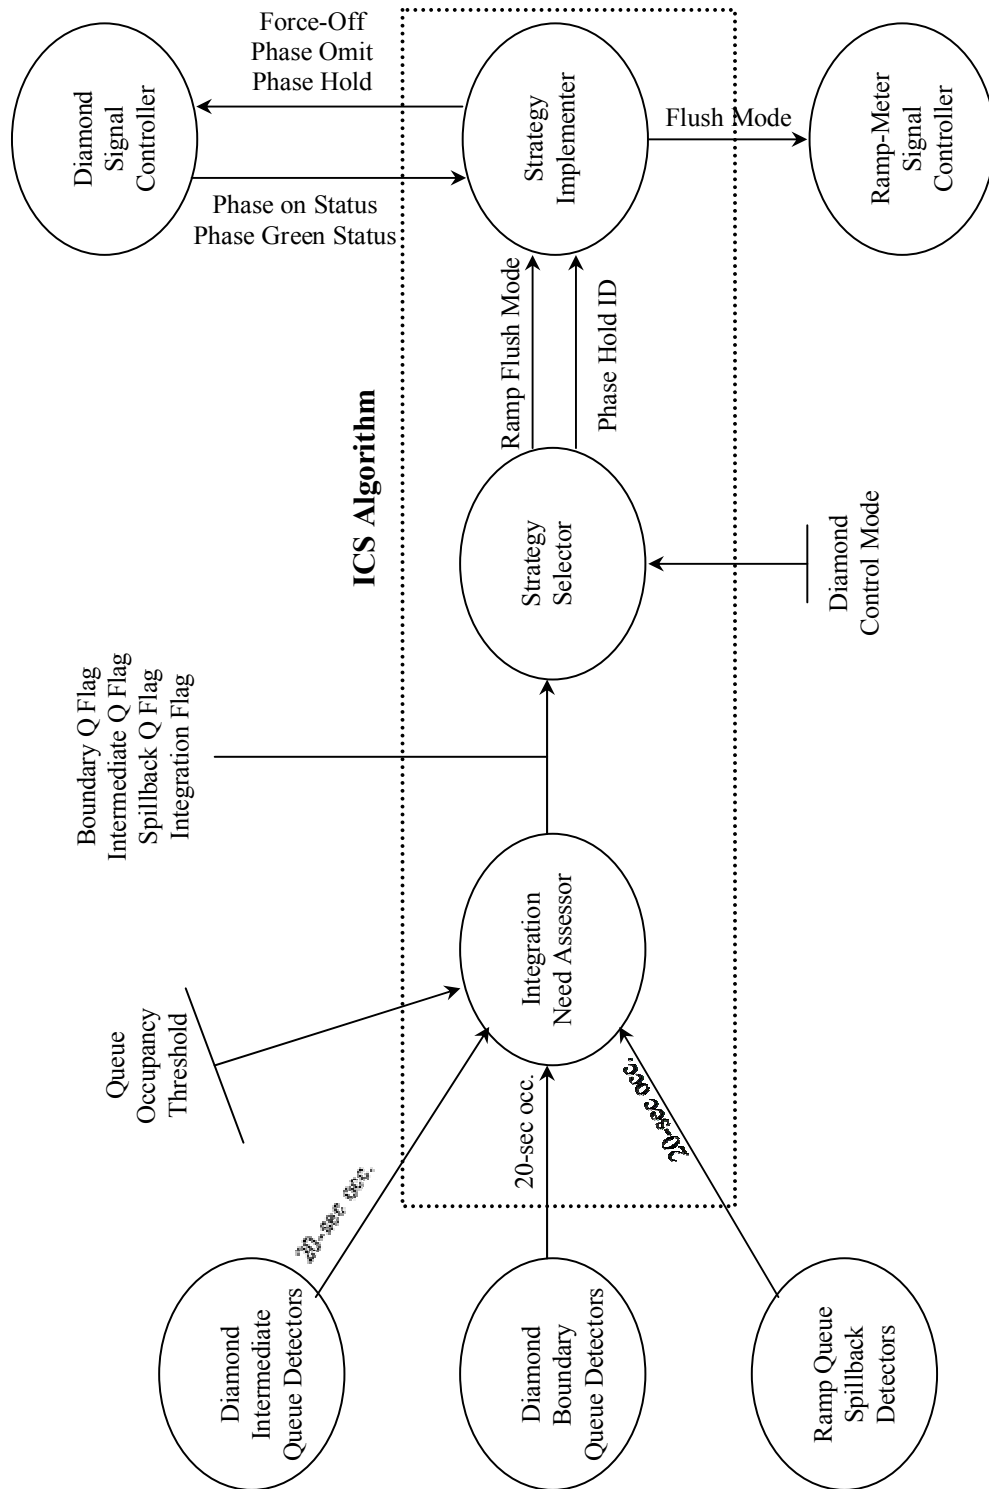 Force-Off
Phase Omit
Phase Hold
Diamond
Signal
Controller
Phase on Status
Phase Green Status
Strategy
Implementer
Flush Mode
Ramp-Meter
Signal
Controller
Ramp Flush Mode
Phase Hold ID
ICS Algorithm
Strategy
Selector
Diamond
Control Mode
Boundary Q Flag
Intermediate Q Flag
Spillback Q Flag
Integration Flag
Integration
Need Assessor
Queue
Occupancy
Threshold
20-sec occ.
20-sec occ.
20-sec occ.
Diamond
Intermediate
Queue Detectors
Diamond
Boundary
Queue Detectors
Ramp Queue
Spillback
Detectors